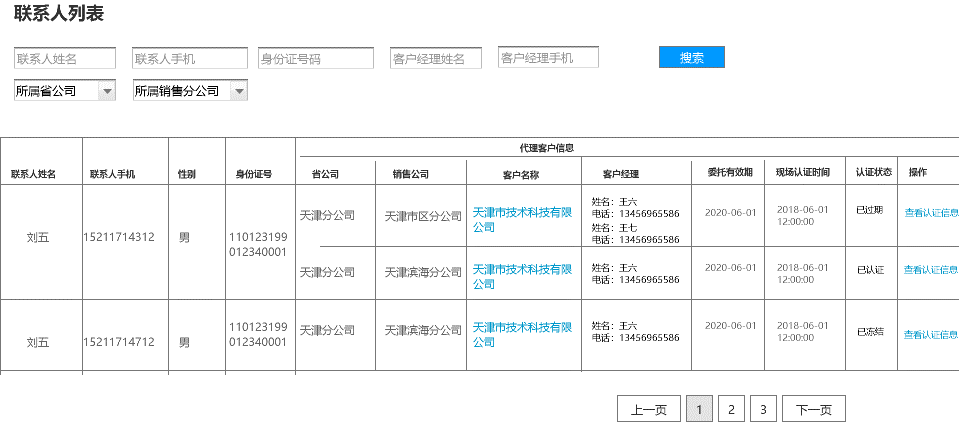 联系人列表
联系人姓名 联系人手机 身份证号码 客户经理姓名 客户经理手机 搜索
所属省公司 所属销售分公司
代理客户信息
联系人姓名 联系人手机 性别 身份证号 省公司 销售公司 客户名称 客户经理 委托有效期 现场认证时间 认证状态 操作
刘五
15211714312
男
110123199
012340001
天津分公司
天津市区分公司
天津市技术科技有限
公司
姓名：王六
电话：13456965586
姓名：王七
电话：13456965586
2020-06-01
2018-06-01
12:00:00
已过期
查看认证信息
天津分公司
天津滨海分公司
天津市技术科技有限
公司
姓名：王六
电话：13456965586
2020-06-01
2018-06-01
12:00:00
已认证
查看认证信息
刘五
15211714712
男
110123199
012340001
天津分公司
天津滨海分公司
天津市技术科技有限
公司
姓名：王六
电话：13456965586
2020-06-01
2018-06-01
12:00:00
已冻结
查看认证信息
上一页 1 2 3 下一页